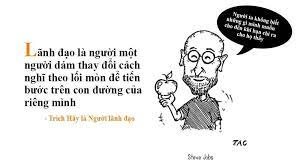 Lãnh đạo là người một
người dám thay đổi cách
nghĩ theo lối mòn để tiến
bước trên con đường của
riêng mình
- Trích Hãy là Người lãnh đạo
Người ta không biết
những gì mình muốn
cho đến khi bạn chỉ ra
cho họ thấy
TAC
Steve Jobs